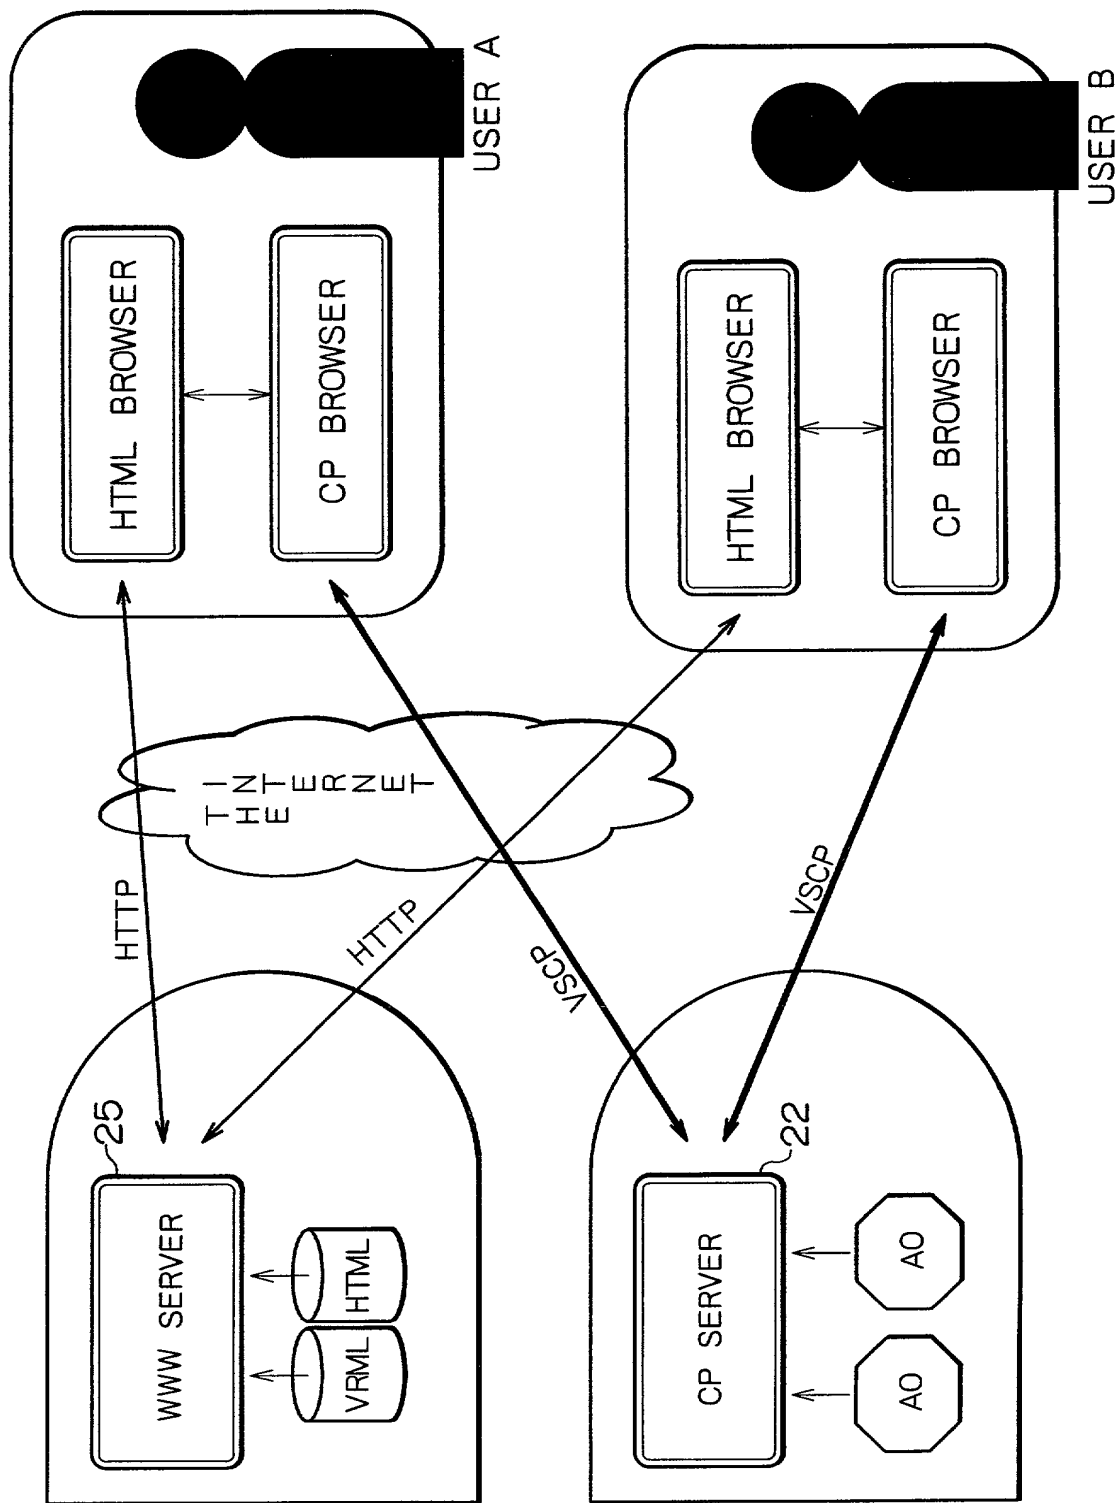 WWW SERVER
25
VRML
HTML
HTTP
HTTP
THE
INTERNET
HTML BROWSER
CP BROWSER
USER A
CP SERVER
22
AO
AO
VSCP
VSCP
HTML BROWSER
CP BROWSER
USER B